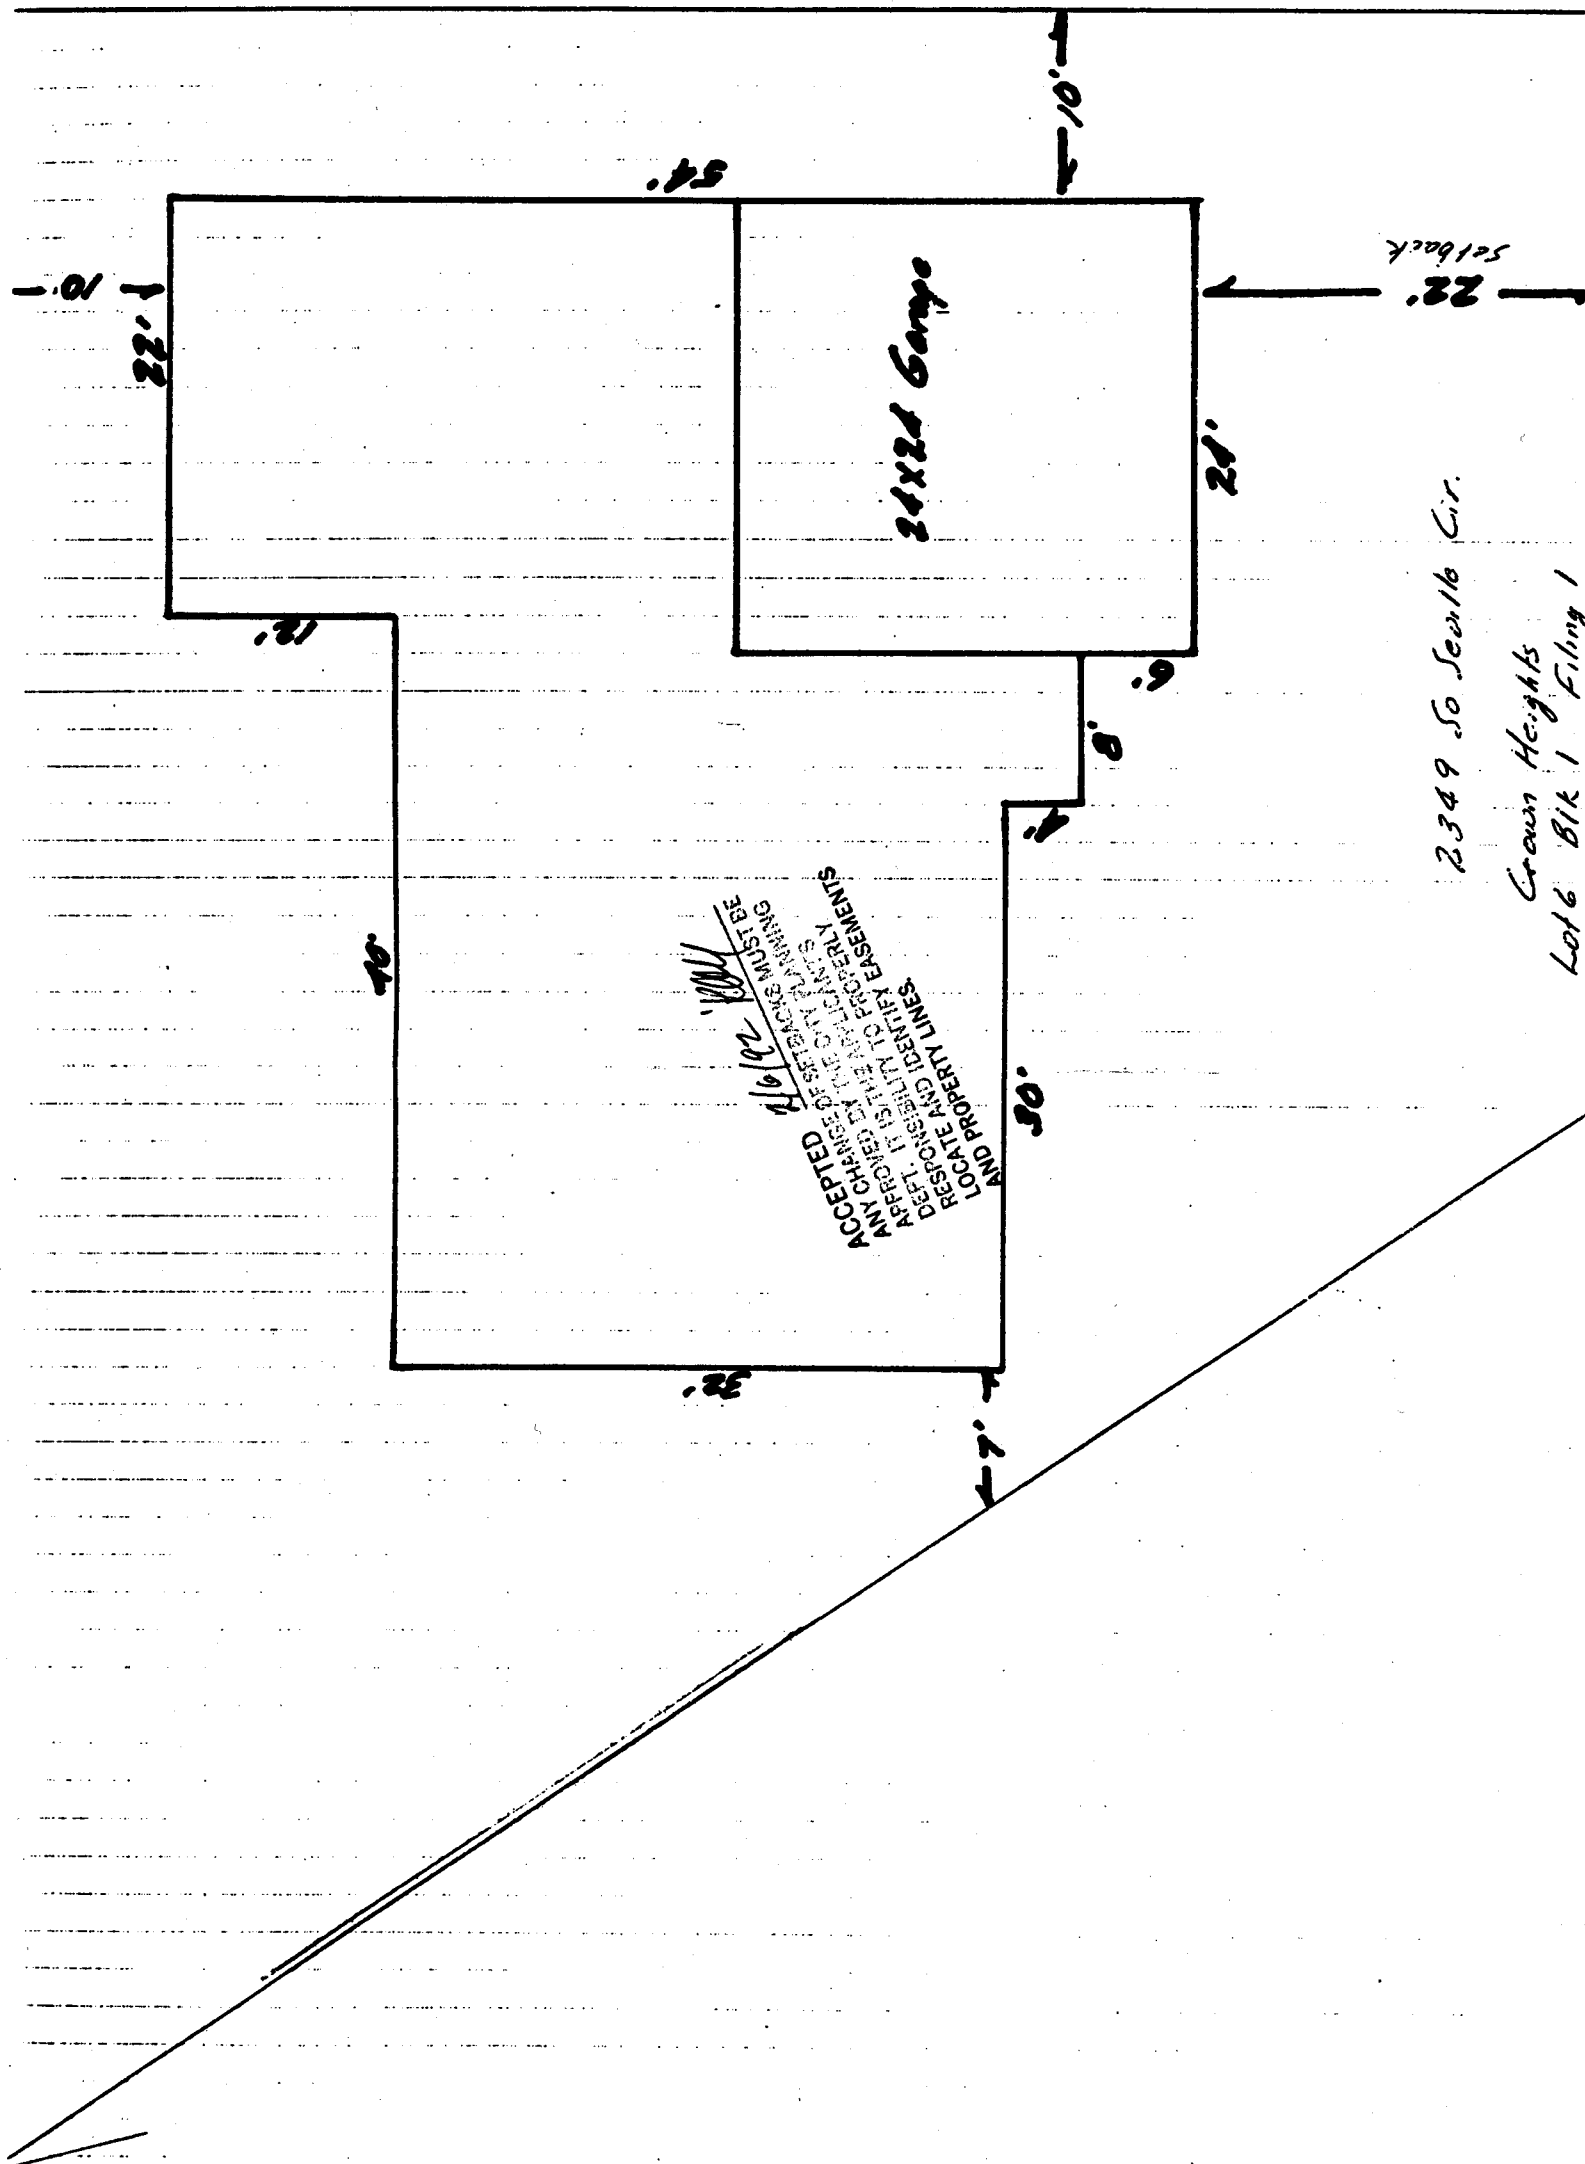 10'
54'
10'
22'
24X24 Garage
Setback
22'
24'
12'
6'
8'
4'
40'
30'
32'
7'
ACCEPTED
ANY CHANGE OF SETBACKS MUST BE
APPROVED BY THE CITY PLANNING
DEPT. IT IS THE APPLICANT'S
RESPONSIBILITY TO PROPERLY
LOCATE AND IDENTIFY EASEMENTS
AND PROPERTY LINES.
2349 So Seville Cir.
Crown Heights
Lot 6 Blk 1 Filing 1